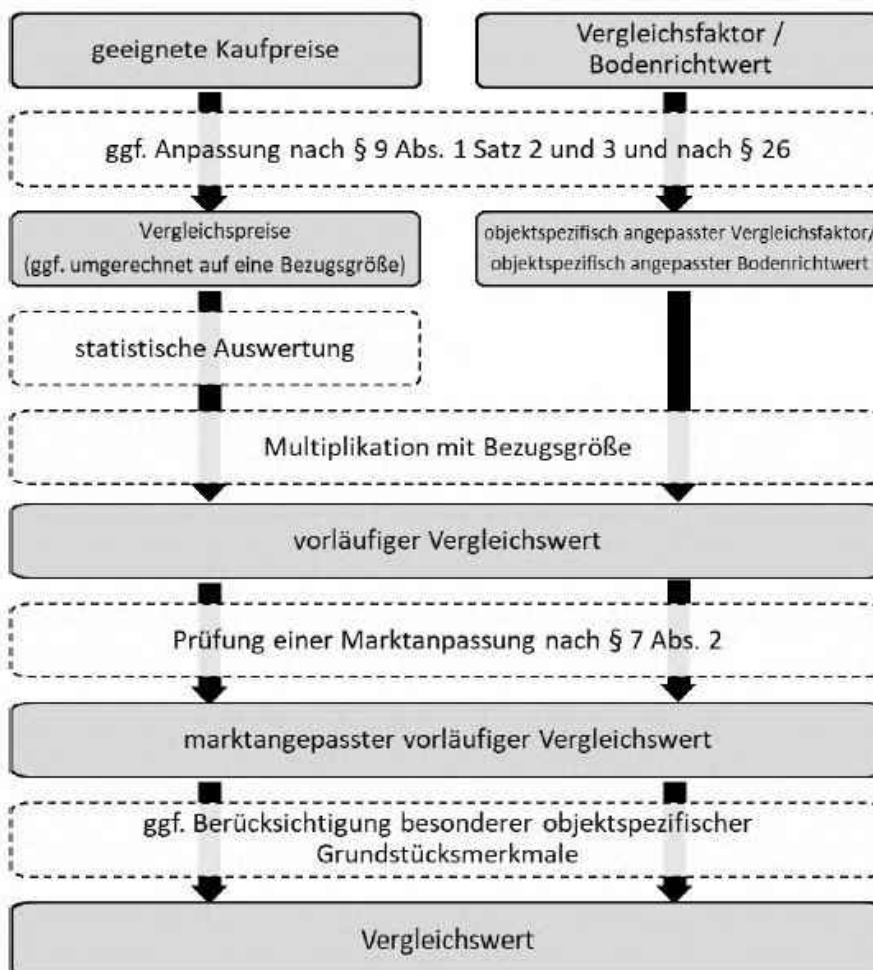 geeignete Kaufpreise
Vergleichsfaktor /
Bodenrichtwert
ggf. Anpassung nach § 9 Abs. 1 Satz 2 und 3 und nach § 26
Vergleichspreise
(ggf. umgerechnet auf eine Bezugsgröße)
objektspezifisch angepasster Vergleichsfaktor/
objektspezifisch angepasster Bodenrichtwert
statistische Auswertung
Multiplikation mit Bezugsgröße
vorläufiger Vergleichswert
Prüfung einer Marktanpassung nach § 7 Abs. 2
marktangepasster vorläufiger Vergleichswert
ggf. Berücksichtigung besonderer objektspezifischer
Grundstücksmerkmale
Vergleichswert